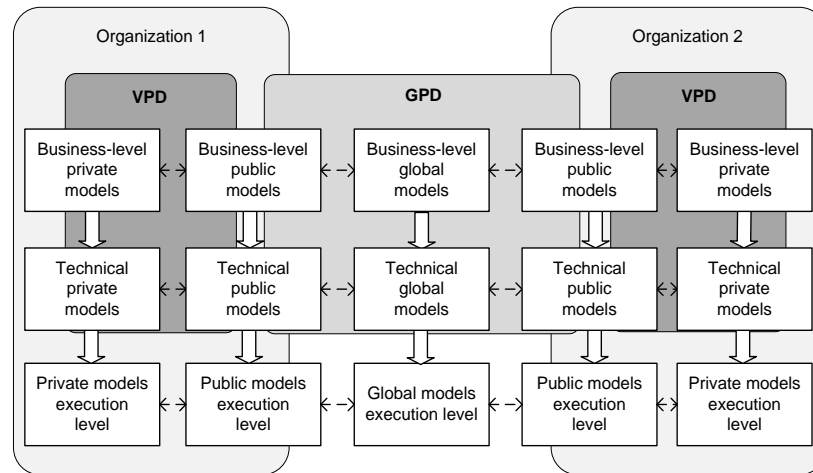 Organization 1
Organization 2
VPD
GPD
VPD
Business-level
private
models
Business-level
public
models
Business-level
global
models
Business-level
public
models
Business-level
private
models
Technical
private
models
Technical
public
models
Technical
global
models
Technical
public
models
Technical
private
models
Private models
execution
level
Public models
execution
level
Global models
execution level
Public models
execution
level
Private models
execution
level